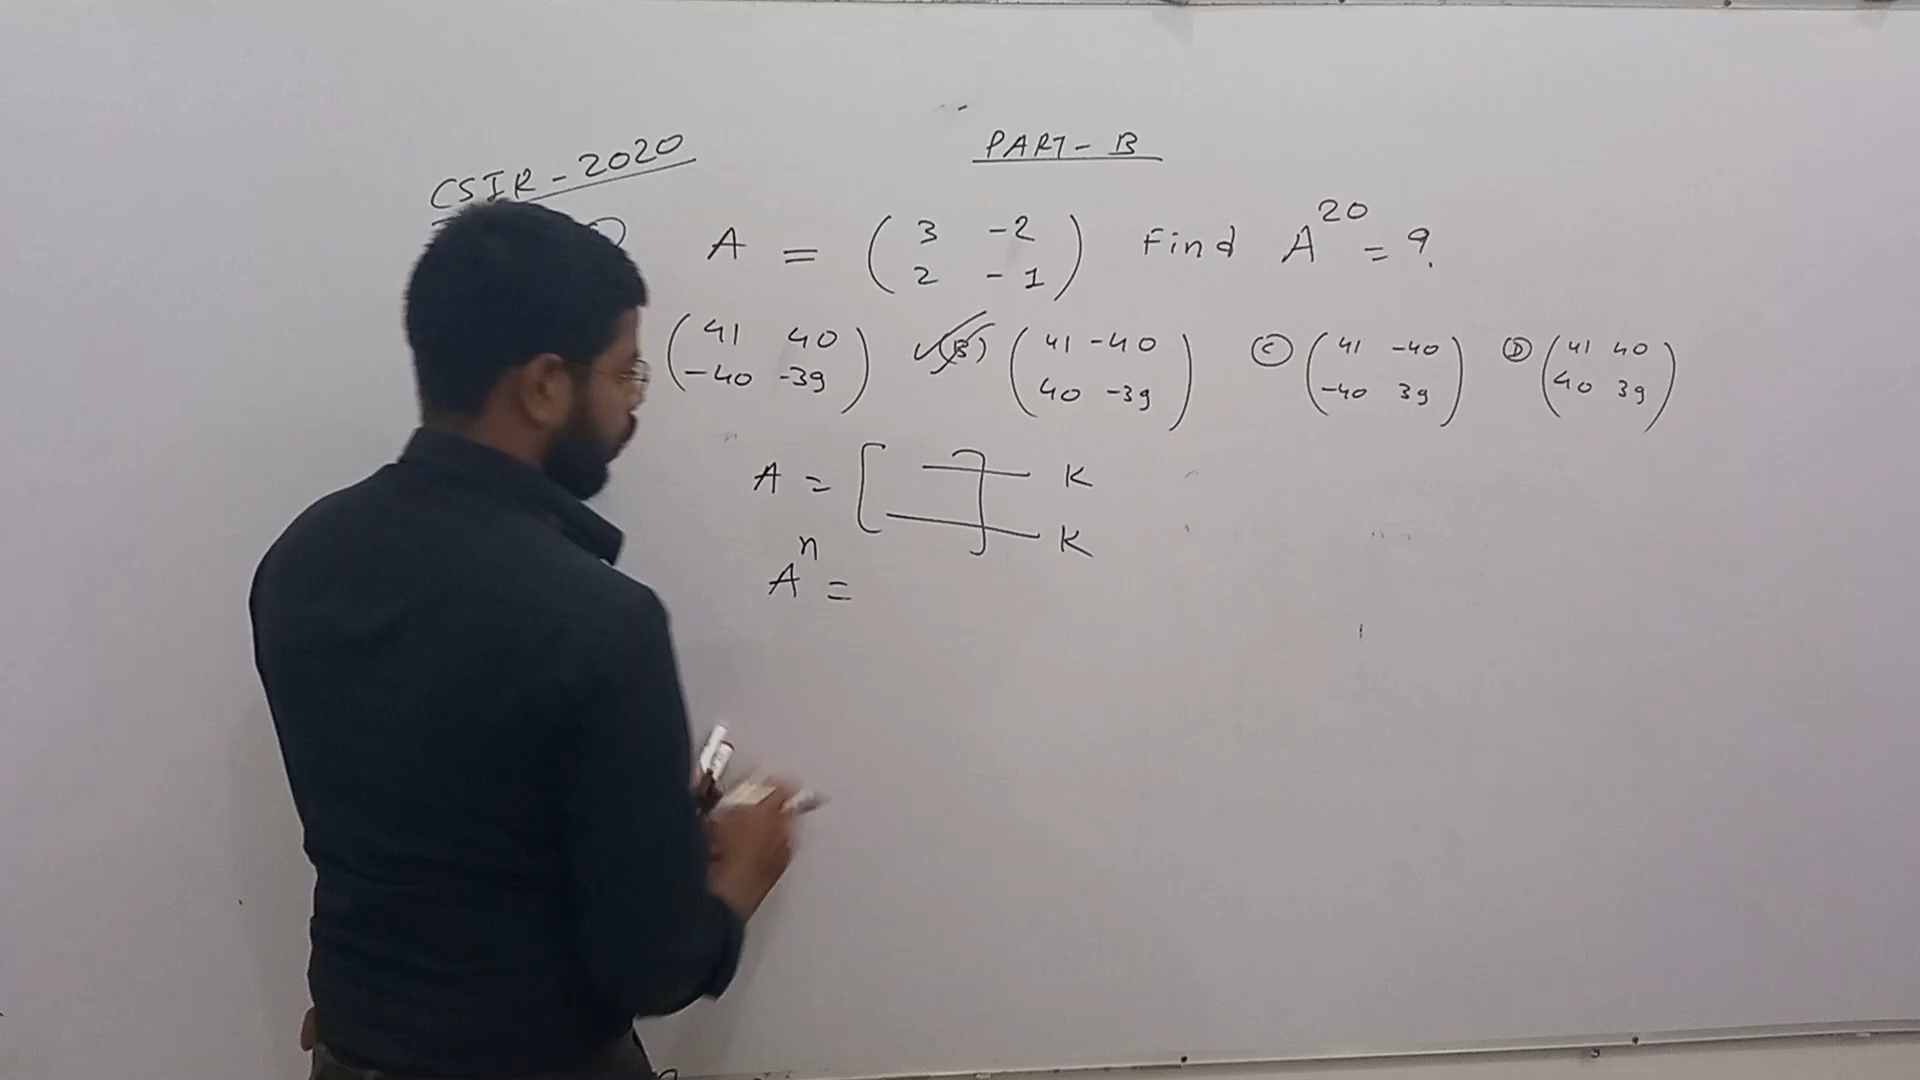 CSIR-2020
PART-B
A = ( 3 -2 ) Find A^20 = ?
( 2 -1 )
( 41 40 ) ✓(B) ( 41 -40 ) (C) ( 41 -40 ) (D) ( 41 40 )
( -40 -39 ) ( 40 -39 ) ( -40 39 ) ( 40 39 )
A = [ ] K
K
A^n =